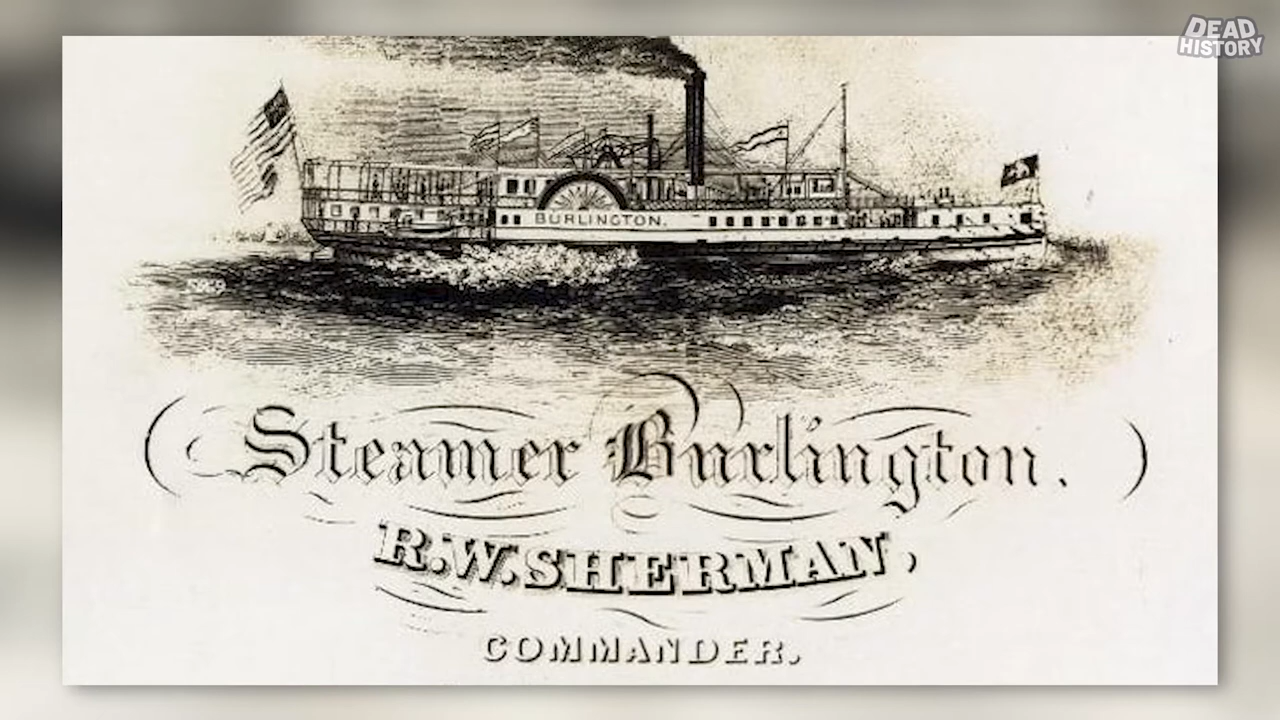 DEAD
HISTORY
BURLINGTON.
Steamer Burlington.
R.W. SHERMAN,
COMMANDER.